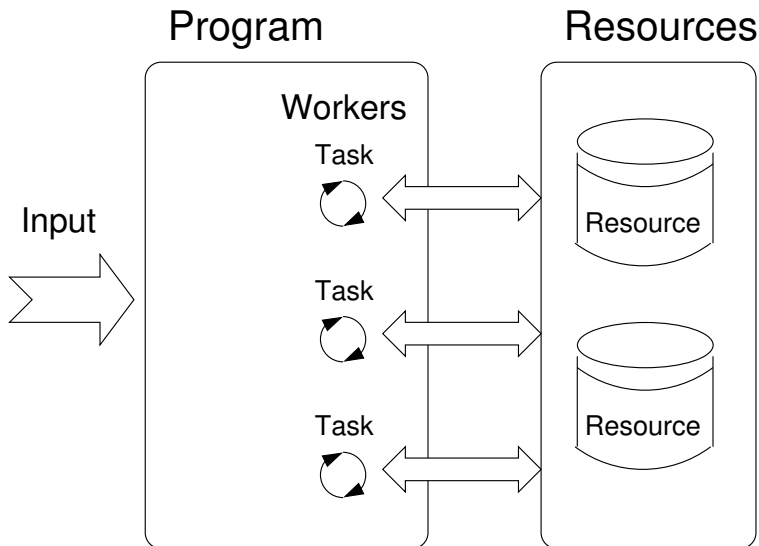 Program
Resources
Workers
Task
Input
Resource
Task
Task
Resource